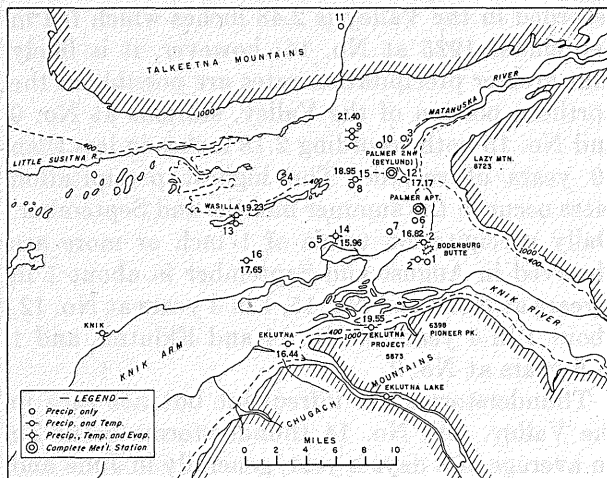 11
TALKEETNA MOUNTAINS
1000
MATANUSKA RIVER
21.40
9
10
3
400
PALMER 2NW
(BEYLUND)
LITTLE SUSITNA R.
LAZY MTN.
6723
4
400
18.95
15
8
12
17.17
WASILLA
19.23
13
PALMER APT.
6
7
16.82
2
14
15.96
5
BODENBURG
BUTTE
1
16
17.65
400
1000
KNIK RIVER
KNIK
KNIK ARM
EKLUTNA
16.44
400
1000
19.55
EKLUTNA
PROJECT
6398
PIONEER PK.
5873
CHUGACH MOUNTAINS
EKLUTNA LAKE
— LEGEND —
Precip. only
Precip. and Temp.
Precip., Temp. and Evap.
Complete Met'l. Station
MILES
0 2 4 6 8 10